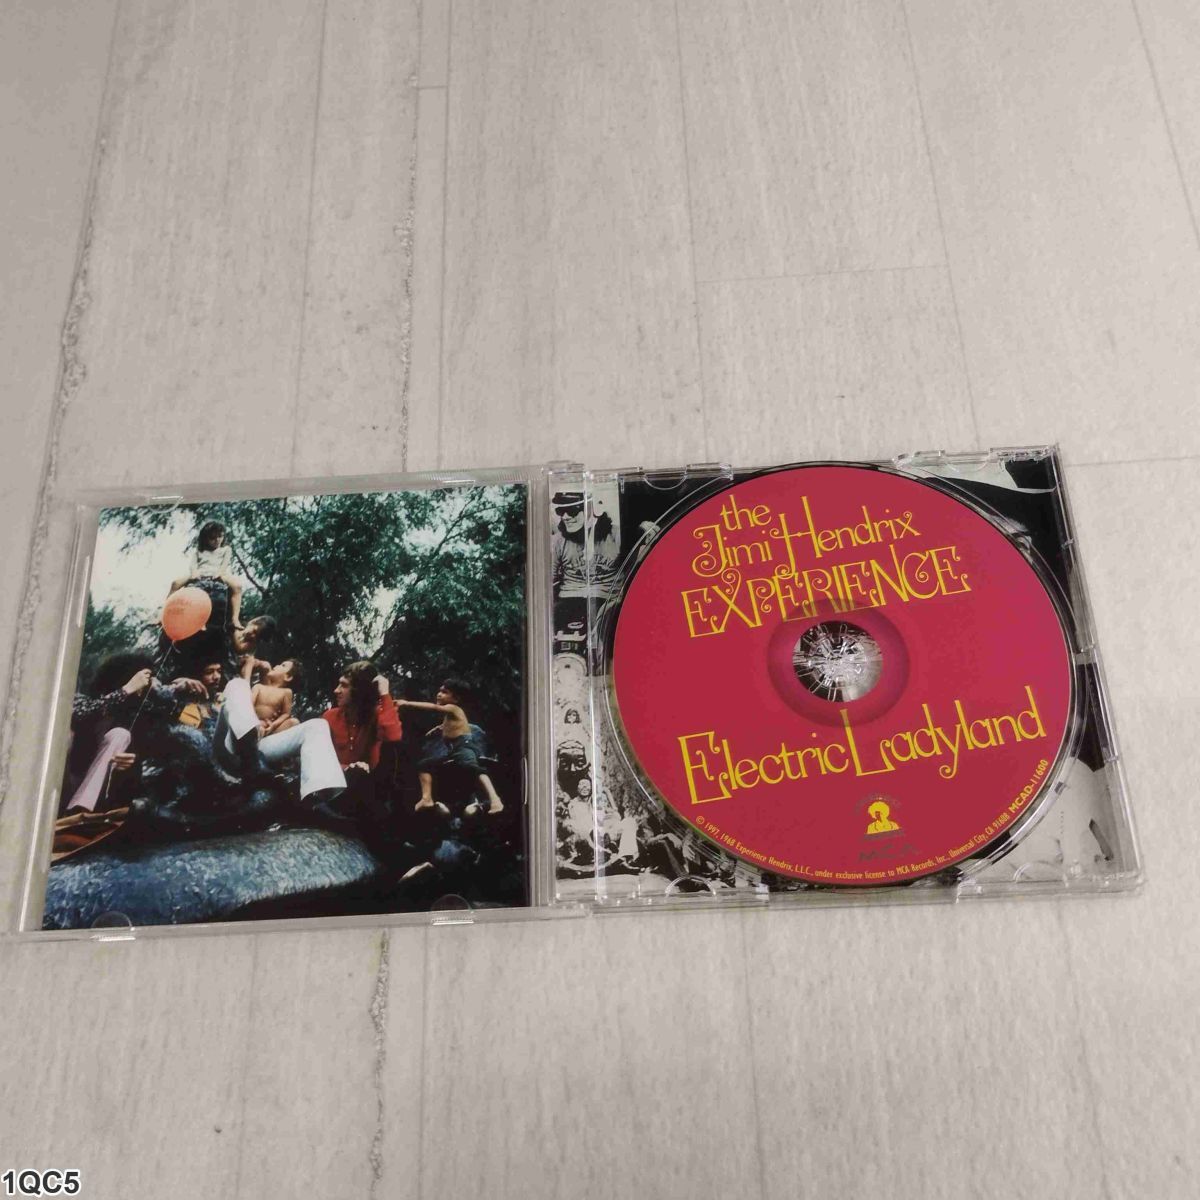 the
Jimi Hendrix
EXPERIENCE
Electric Ladyland
© 1997, 1968 Experience Hendrix, L.L.C., under exclusive license to MCA Records, Inc., Universal City, CA 91608 MCAD-11600
MCA
1QC5